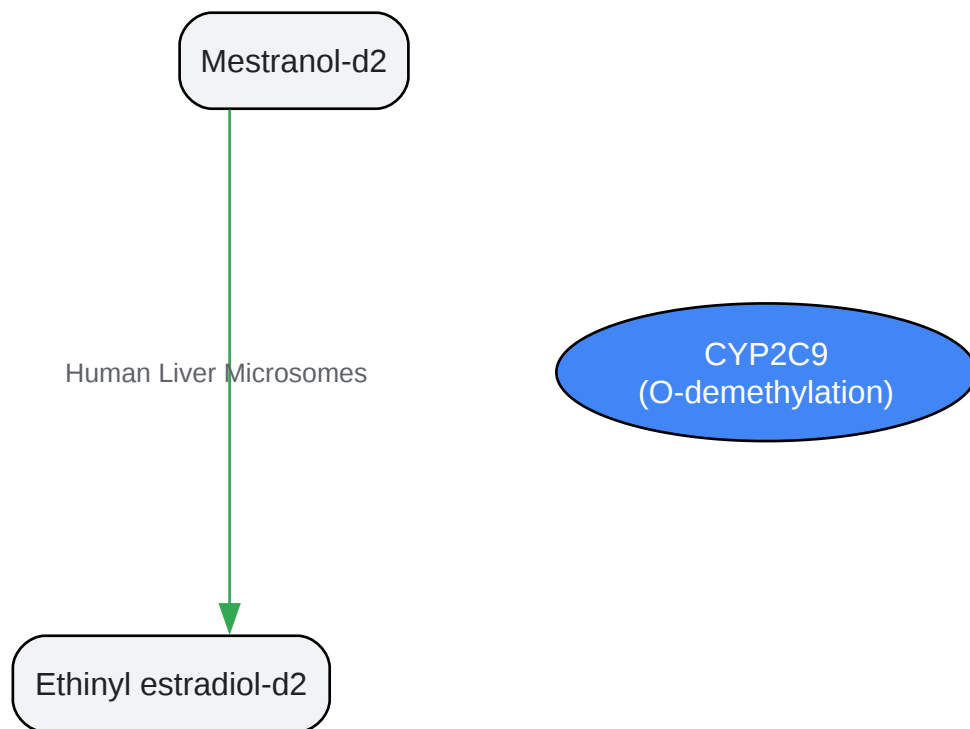 Mestranol-d2
CYP2C9
(O-demethylation)
Human Liver Microsomes
Ethinyl estradiol-d2